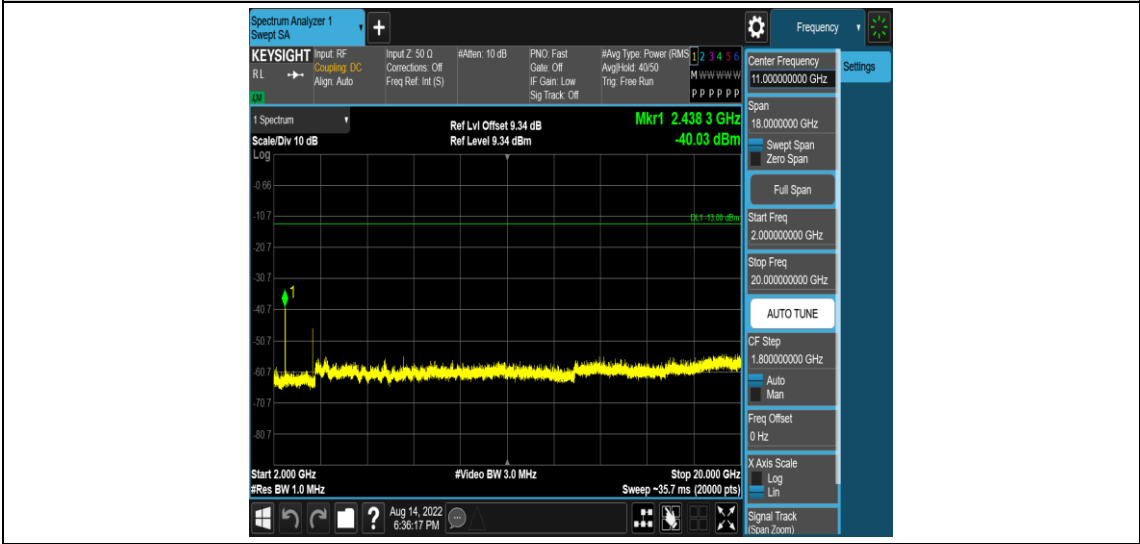 Spectrum Analyzer 1
Swept SA
+
Frequency
KEYSIGHT
RL
Input: RF
Coupling: DC
Align: Auto
Input Z: 50 Ω
Corrections: Off
Freq Ref: Int (S)
#Atten: 10 dB
PNO: Fast
Gate: Off
IF Gain: Low
Sig Track: Off
#Avg Type: Power (RMS
Avg|Hold: 40/50
Trig: Free Run
1 2 3 4 5 6
M W W W W W
P P P P P P
1 Spectrum
Scale/Div 10 dB
Log
Ref Lvl Offset 9.34 dB
Ref Level 9.34 dBm
Mkr1 2.438 3 GHz
-40.03 dBm
-0.66
-10.7
DL1 -13.00 dBm
-20.7
-30.7
1
-40.7
-50.7
-60.7
-70.7
-80.7
Start 2.000 GHz
#Res BW 1.0 MHz
#Video BW 3.0 MHz
Stop 20.000 GHz
Sweep ~35.7 ms (20000 pts)
Center Frequency
11.000000000 GHz
Settings
Span
18.0000000 GHz
Swept Span
Zero Span
Full Span
Start Freq
2.000000000 GHz
Stop Freq
20.000000000 GHz
AUTO TUNE
CF Step
1.800000000 GHz
Auto
Man
Freq Offset
0 Hz
X Axis Scale
Log
Lin
Signal Track
(Span Zoom)
?
Aug 14, 2022
6:36:17 PM